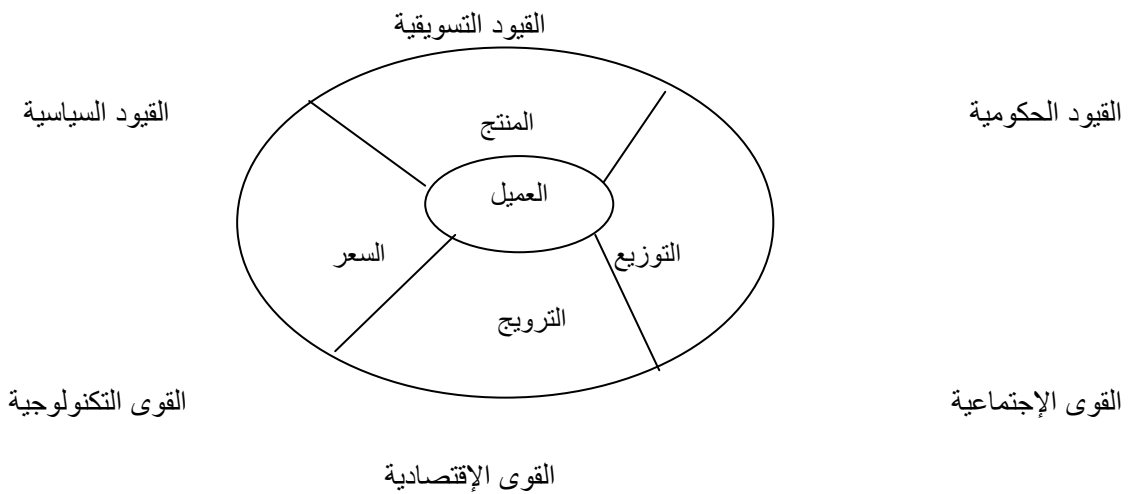 القيود التسويقية
القيود الحكومية
القيود السياسية
المنتج
العميل
التوزيع
السعر
الترويج
القوى الإجتماعية
القوى التكنولوجية
القوى الإقتصادية